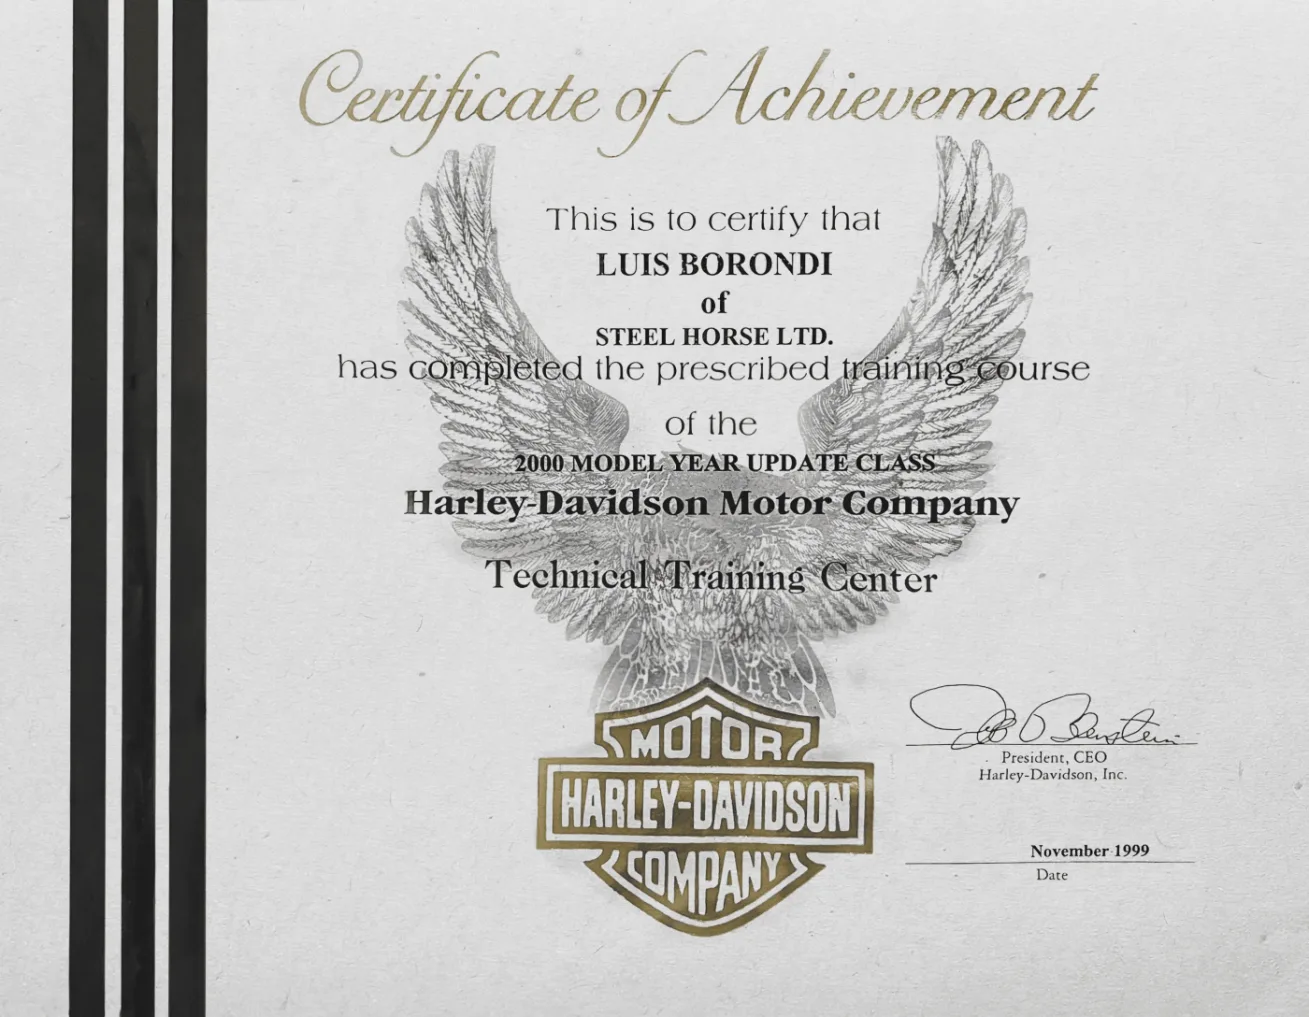 Certificate of Achievement
This is to certify that
LUIS BORONDI
of
STEEL HORSE LTD.
has completed the prescribed training course
of the
2000 MODEL YEAR UPDATE CLASS
Harley-Davidson Motor Company
Technical Training Center
MOTOR
HARLEY-DAVIDSON
COMPANY
President, CEO
Harley-Davidson, Inc.
November 1999
Date